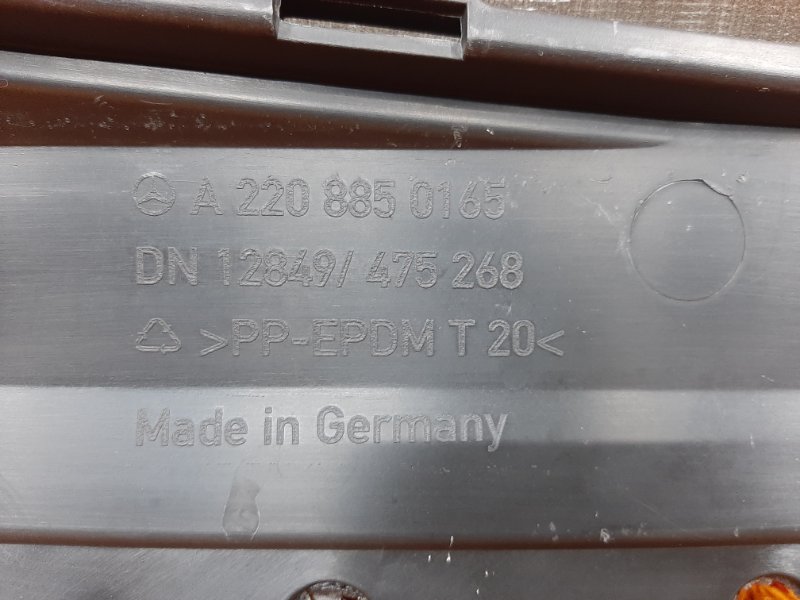 A 220 885 0165
DN 12849/ 475 268
>PP-EPDM T 20<
Made in Germany